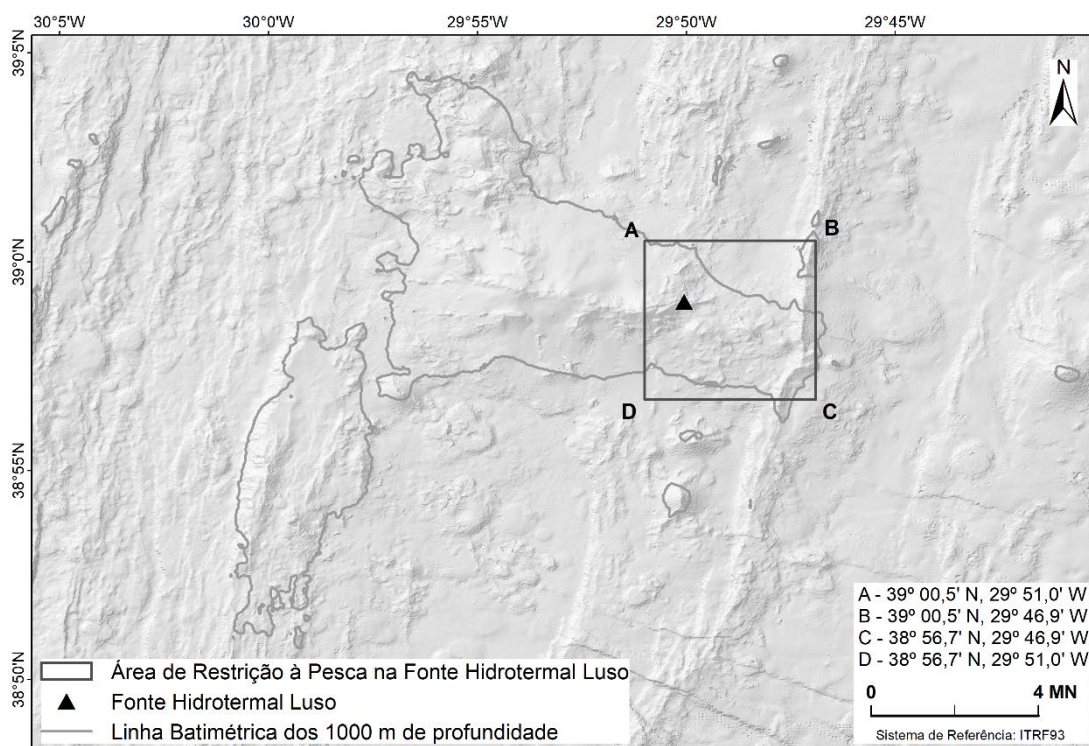 30°5'W 30°0'W 29°55'W 29°50'W 29°45'W
39°5'N
N
A
B
39°0'N
D
C
38°55'N
A - 39º 00,5' N, 29º 51,0' W
B - 39º 00,5' N, 29º 46,9' W
C - 38º 56,7' N, 29º 46,9' W
D - 38º 56,7' N, 29º 51,0' W
38°50'N
Área de Restrição à Pesca na Fonte Hidrotermal Luso
Fonte Hidrotermal Luso
Linha Batimétrica dos 1000 m de profundidade
0 4 MN
Sistema de Referência: ITRF93